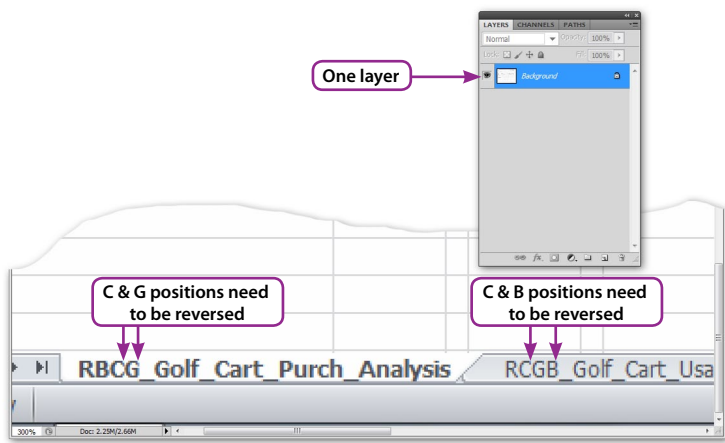 LAYERS CHANNELS PATHS
Normal Opacity: 100%
Lock: Fill: 100%
One layer
Background
fx.
C & G positions need
to be reversed
C & B positions need
to be reversed
RBCG_Golf_Cart_Purch_Analysis RCGB_Golf_Cart_Usa
300% Doc: 2.25M/2.66M